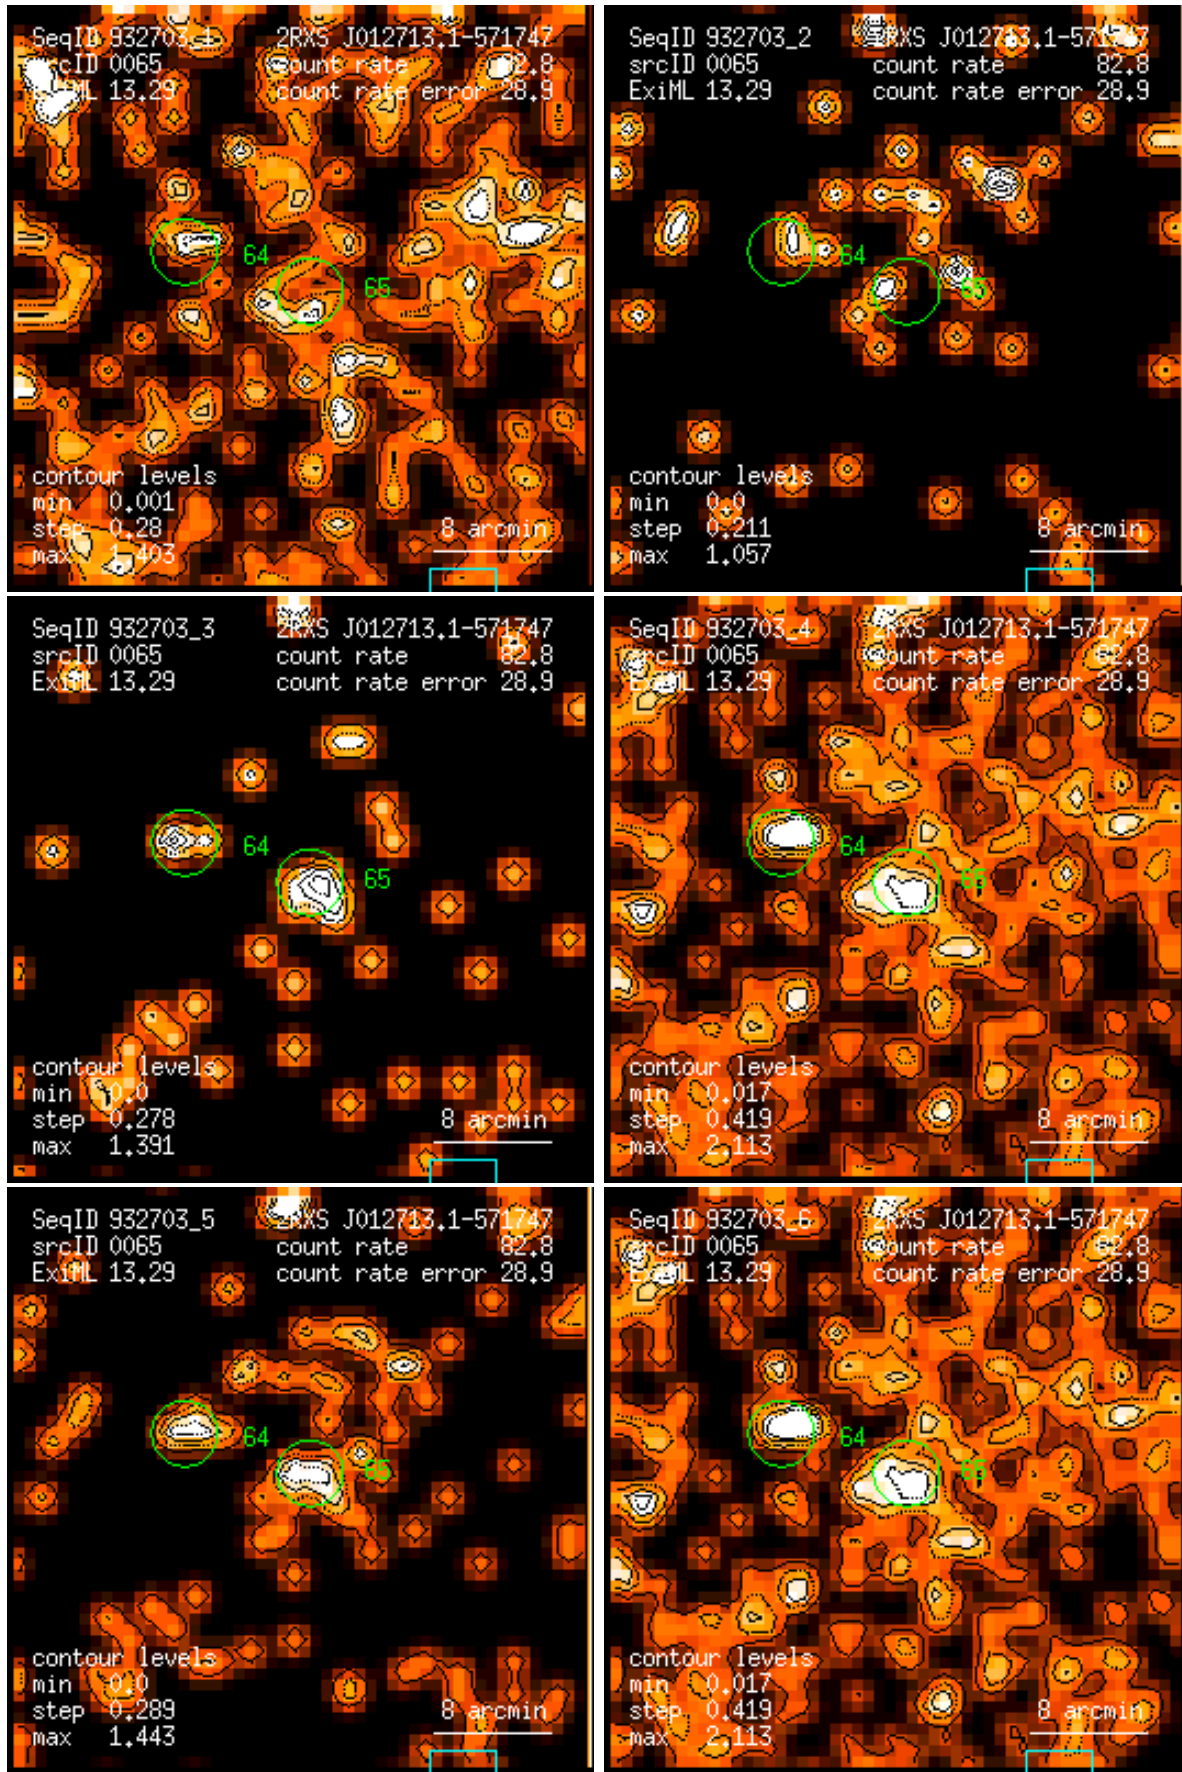 SeqID 932703_1 2RXS J012713.1-571747
srcID 0065 count rate 82.8
ExiML 13.29 count rate error 28.9
64
65
contour levels
min 0.001
step 0.28
max 1.403
8 arcmin
SeqID 932703_2 2RXS J012713.1-571747
srcID 0065 count rate 82.8
ExiML 13.29 count rate error 28.9
64
65
contour levels
min 0.0
step 0.211
max 1.057
8 arcmin
SeqID 932703_3 2RXS J012713.1-571747
srcID 0065 count rate 82.8
ExiML 13.29 count rate error 28.9
64
65
contour levels
min 0.0
step 0.278
max 1.391
8 arcmin
SeqID 932703_4 2RXS J012713.1-571747
srcID 0065 count rate 82.8
ExiML 13.29 count rate error 28.9
64
65
contour levels
min 0.017
step 0.419
max 2.113
8 arcmin
SeqID 932703_5 2RXS J012713.1-571747
srcID 0065 count rate 82.8
ExiML 13.29 count rate error 28.9
64
65
contour levels
min 0.0
step 0.289
max 1.443
8 arcmin
SeqID 932703_6 2RXS J012713.1-571747
srcID 0065 count rate 82.8
ExiML 13.29 count rate error 28.9
64
65
contour levels
min 0.017
step 0.419
max 2.113
8 arcmin